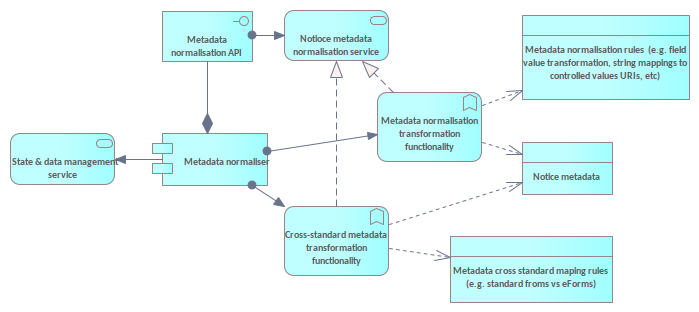 Metadata
normalisation API
Notioce metadata
normalisation service
Metadata normalisation rules  (e.g. field
value transformation, string mappings to
controlled values URIs, etc)
Metadata normalisation
transformation
functionality
State & data management
service
Metadata normaliser
Notice metadata
Cross-standard metadata
transformation
functionality
Metadata cross standard maping rules
(e.g. standard froms vs eForms)